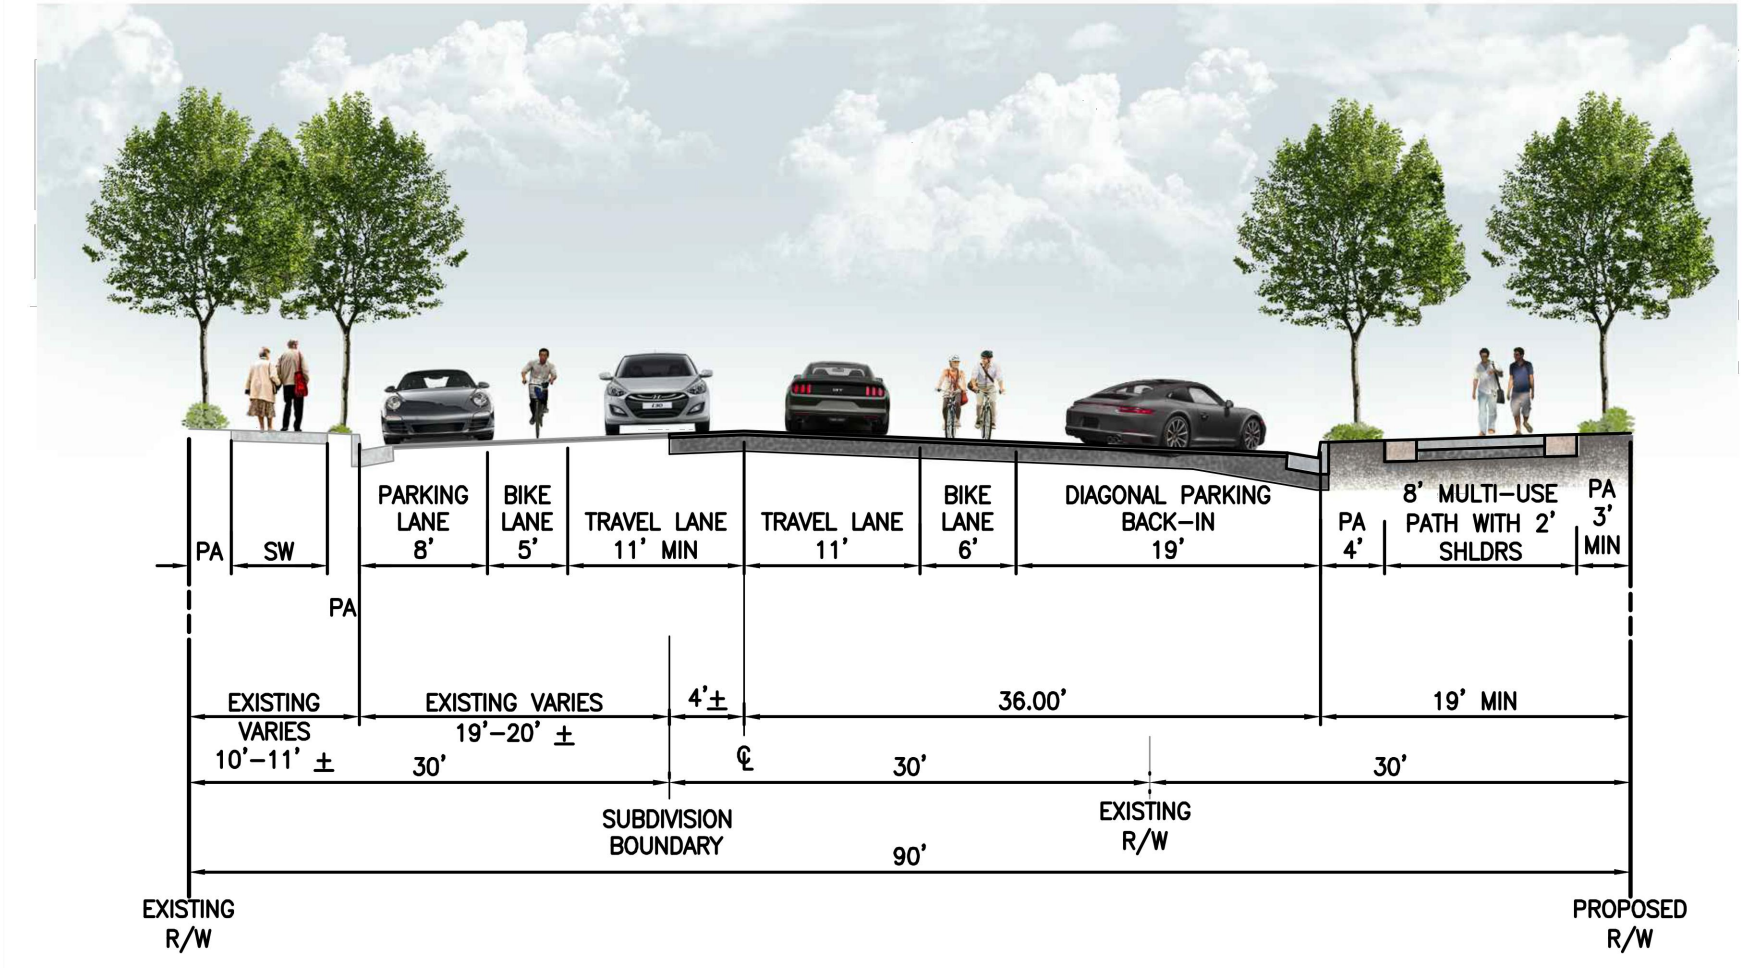 PARKING
LANE
8'
BIKE
LANE
5'
TRAVEL LANE
11' MIN
TRAVEL LANE
11'
BIKE
LANE
6'
DIAGONAL PARKING
BACK-IN
19'
PA
4'
8' MULTI-USE
PATH WITH 2'
SHLDRS
PA
3'
MIN
PA
SW
PA
EXISTING
VARIES
10'-11' ±
EXISTING VARIES
19'-20' ±
4'±
36.00'
19' MIN
℄
30'
30'
30'
SUBDIVISION
BOUNDARY
EXISTING
R/W
90'
EXISTING
R/W
PROPOSED
R/W